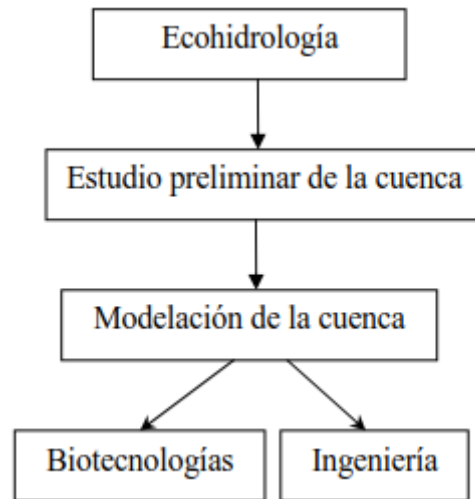 Ecohidrología
Estudio preliminar de la cuenca
Modelación de la cuenca
Biotecnologías
Ingeniería